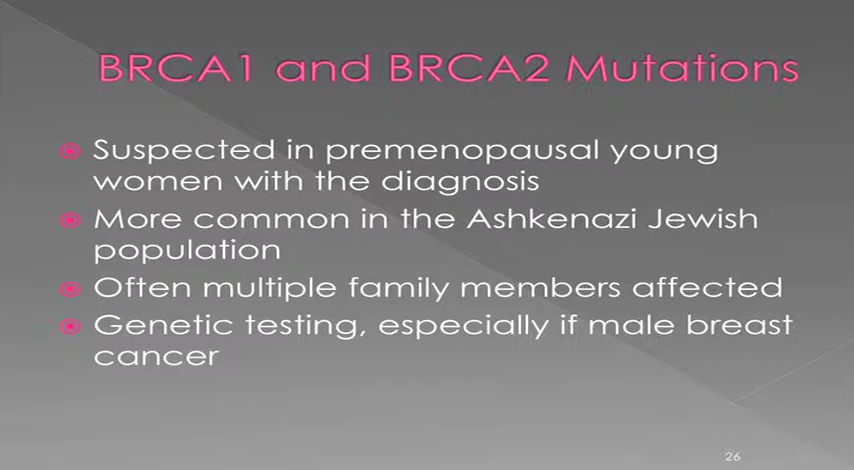 BRCA1 and BRCA2 Mutations
Suspected in premenopausal young
women with the diagnosis
More common in the Ashkenazi Jewish
population
Often multiple family members affected
Genetic testing, especially if male breast
cancer
26